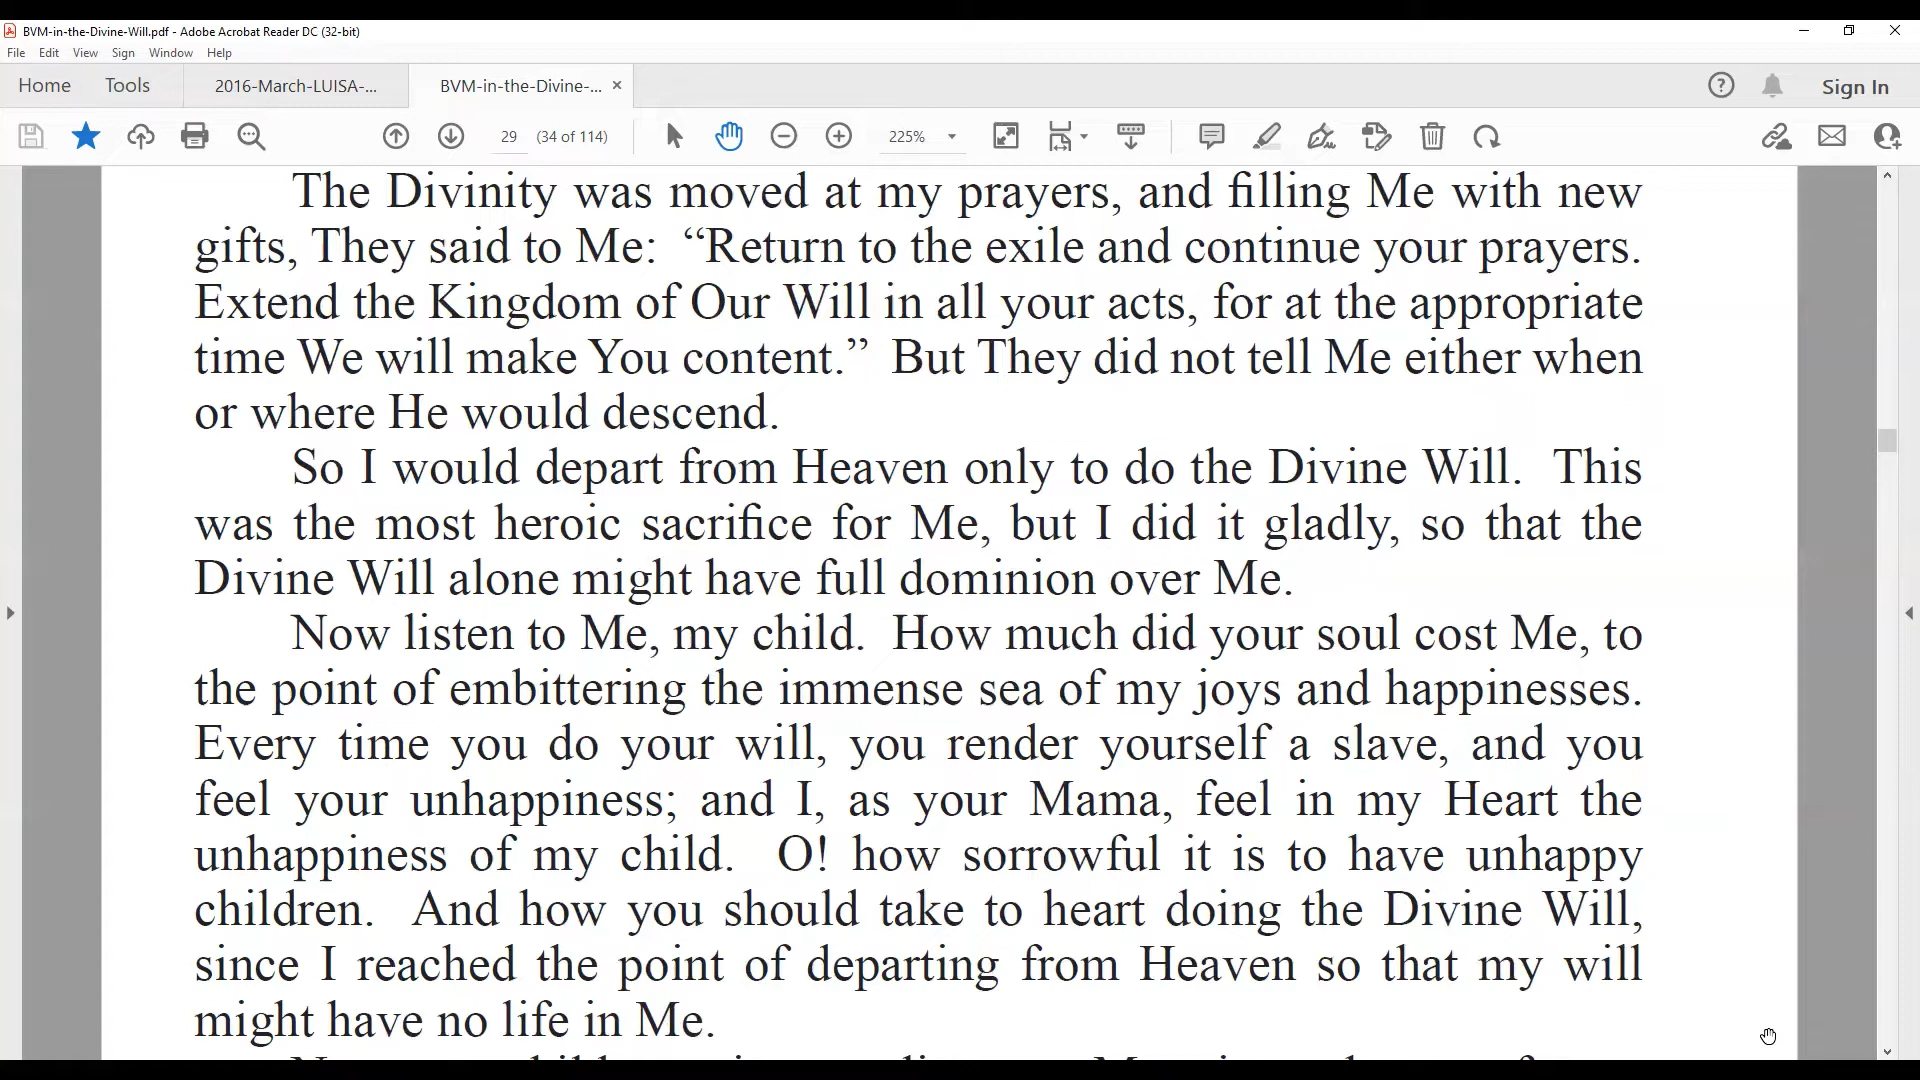 BVM-in-the-Divine-Will.pdf - Adobe Acrobat Reader DC (32-bit)
File Edit View Sign Window Help
Home Tools 2016-March-LUISA-... BVM-in-the-Divine-... × Sign In
29 (34 of 114) 225%
The Divinity was moved at my prayers, and filling Me with new
gifts, They said to Me: “Return to the exile and continue your prayers.
Extend the Kingdom of Our Will in all your acts, for at the appropriate
time We will make You content.” But They did not tell Me either when
or where He would descend.
So I would depart from Heaven only to do the Divine Will. This
was the most heroic sacrifice for Me, but I did it gladly, so that the
Divine Will alone might have full dominion over Me.
Now listen to Me, my child. How much did your soul cost Me, to
the point of embittering the immense sea of my joys and happinesses.
Every time you do your will, you render yourself a slave, and you
feel your unhappiness; and I, as your Mama, feel in my Heart the
unhappiness of my child. O! how sorrowful it is to have unhappy
children. And how you should take to heart doing the Divine Will,
since I reached the point of departing from Heaven so that my will
might have no life in Me.